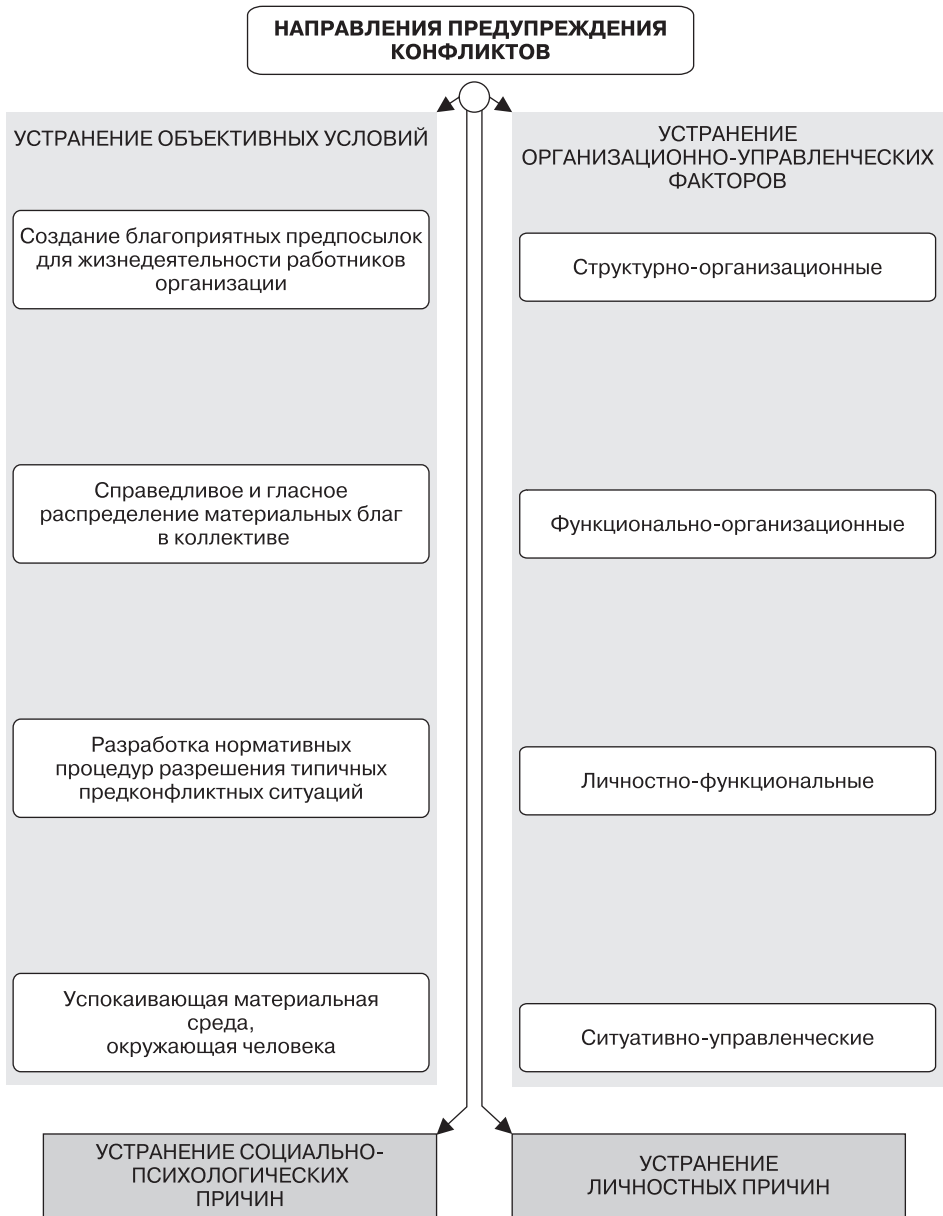 НАПРАВЛЕНИЯ ПРЕДУПРЕЖДЕНИЯ
КОНФЛИКТОВ
УСТРАНЕНИЕ ОБЪЕКТИВНЫХ УСЛОВИЙ
Создание благоприятных предпосылок
для жизнедеятельности работников
организации
Справедливое и гласное
распределение материальных благ
в коллективе
Разработка нормативных
процедур разрешения типичных
предконфликтных ситуаций
Успокаивающая материальная
среда,
окружающая человека
УСТРАНЕНИЕ
ОРГАНИЗАЦИОННО-УПРАВЛЕНЧЕСКИХ
ФАКТОРОВ
Структурно-организационные
Функционально-организационные
Личностно-функциональные
Ситуативно-управленческие
УСТРАНЕНИЕ СОЦИАЛЬНО-
ПСИХОЛОГИЧЕСКИХ
ПРИЧИН
УСТРАНЕНИЕ
ЛИЧНОСТНЫХ ПРИЧИН